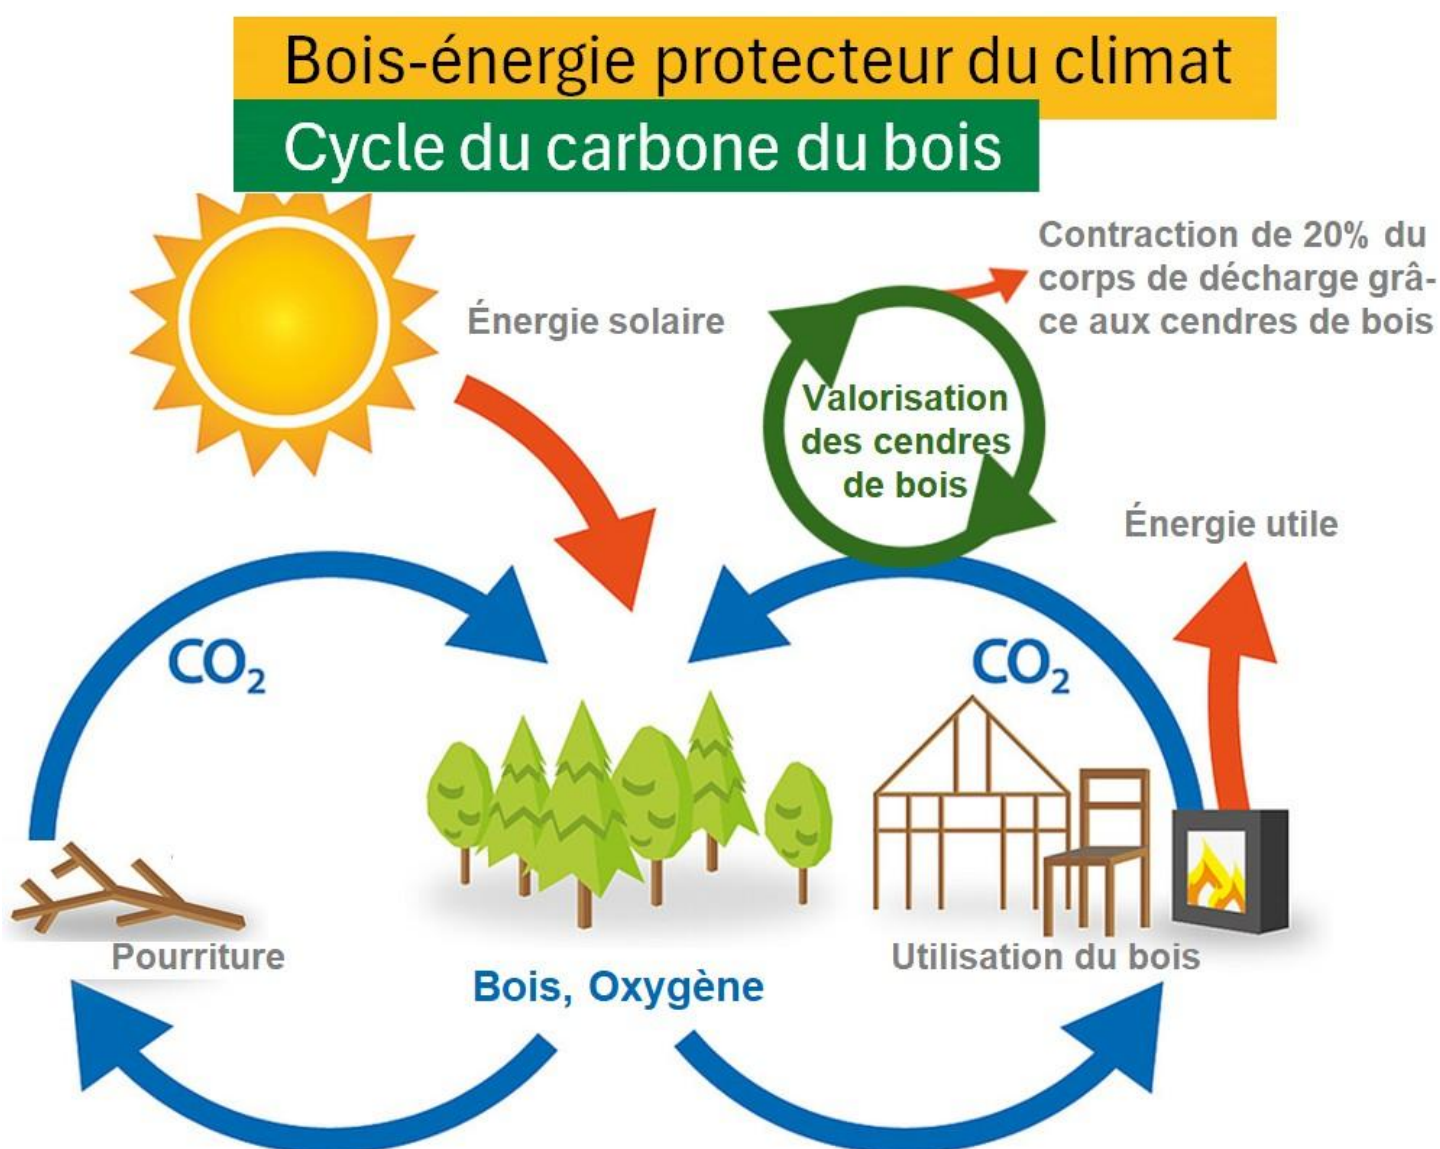 Bois-énergie protecteur du climat
Cycle du carbone du bois
Contraction de 20% du
corps de décharge grâ-
ce aux cendres de bois
Énergie solaire
Valorisation
des cendres
de bois
Énergie utile
CO₂
CO₂
Pourriture
Utilisation du bois
Bois, Oxygène